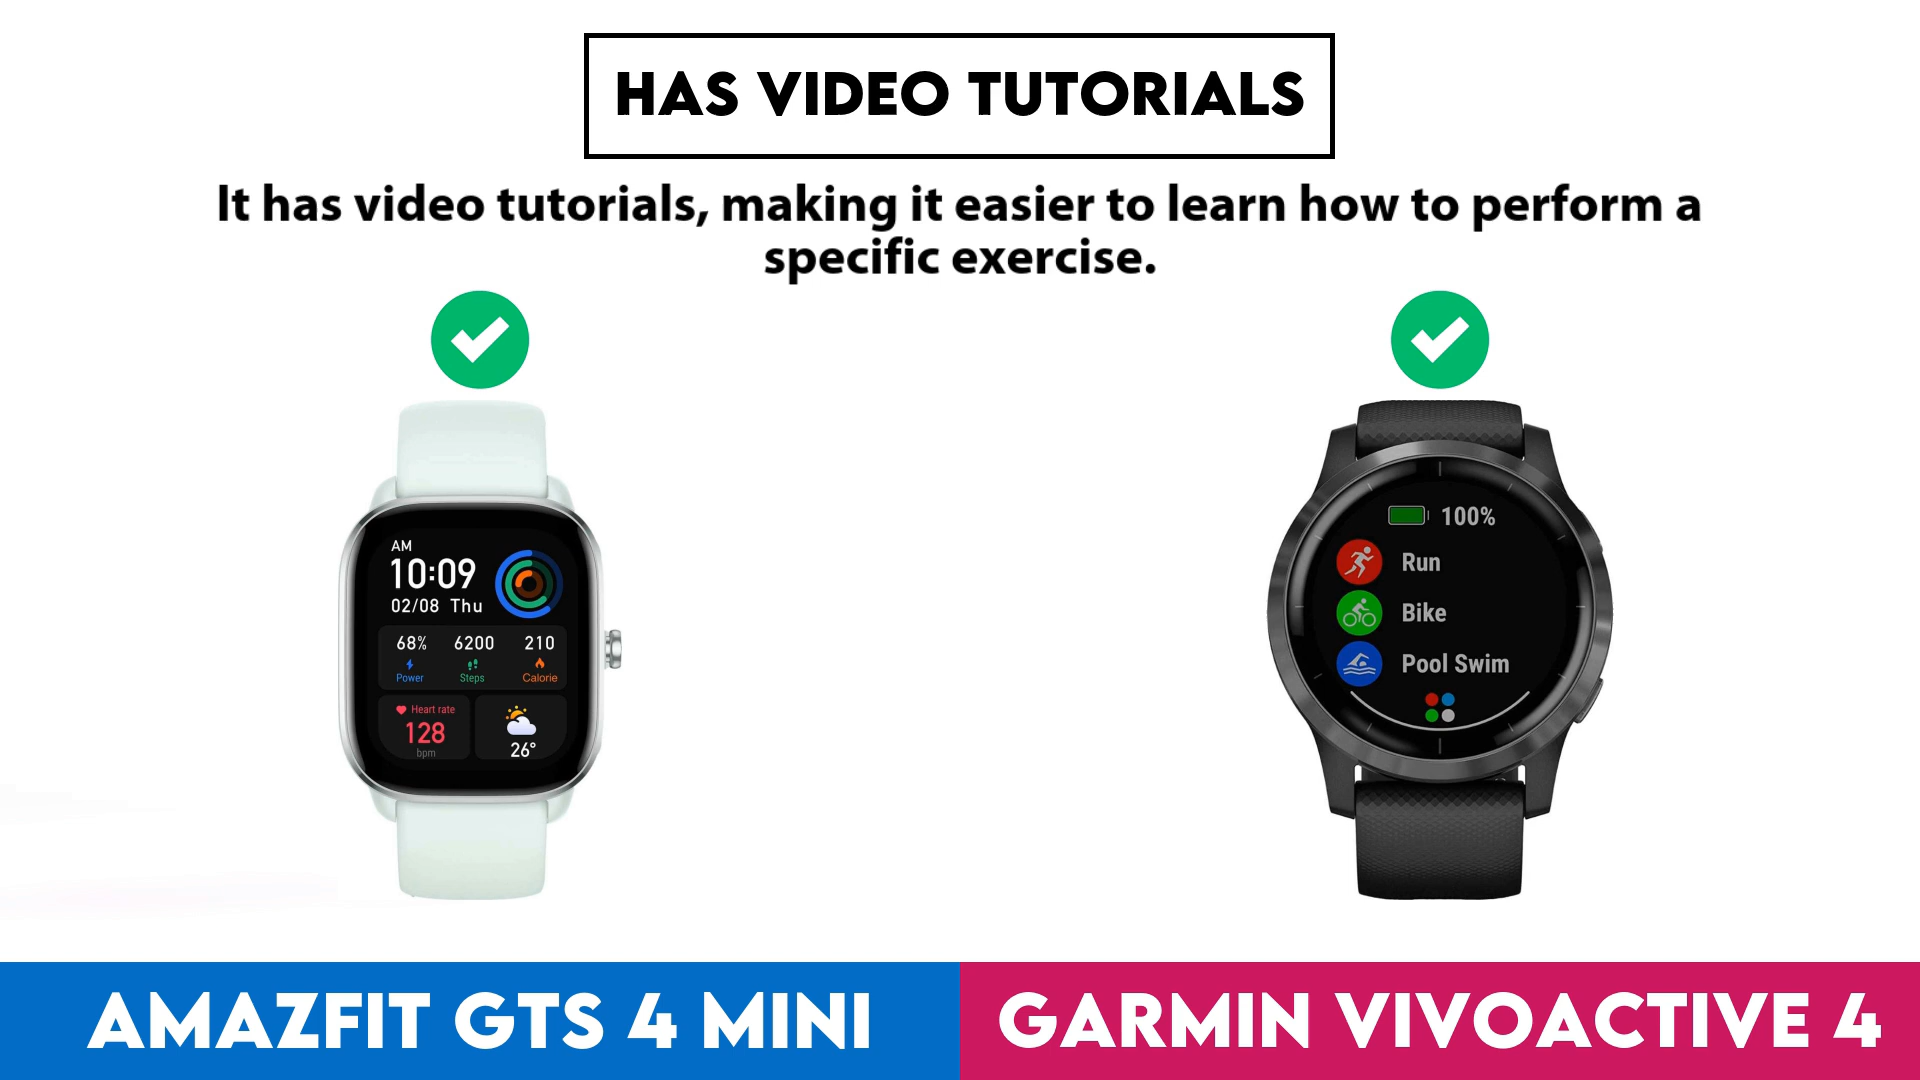 HAS VIDEO TUTORIALS
It has video tutorials, making it easier to learn how to perform a
specific exercise.
AM
10:09
02/08 Thu
68% 6200 210
Power Steps Calorie
Heart rate
128
bpm
26°
100%
Run
Bike
Pool Swim
AMAZFIT GTS 4 MINI
GARMIN VIVOACTIVE 4